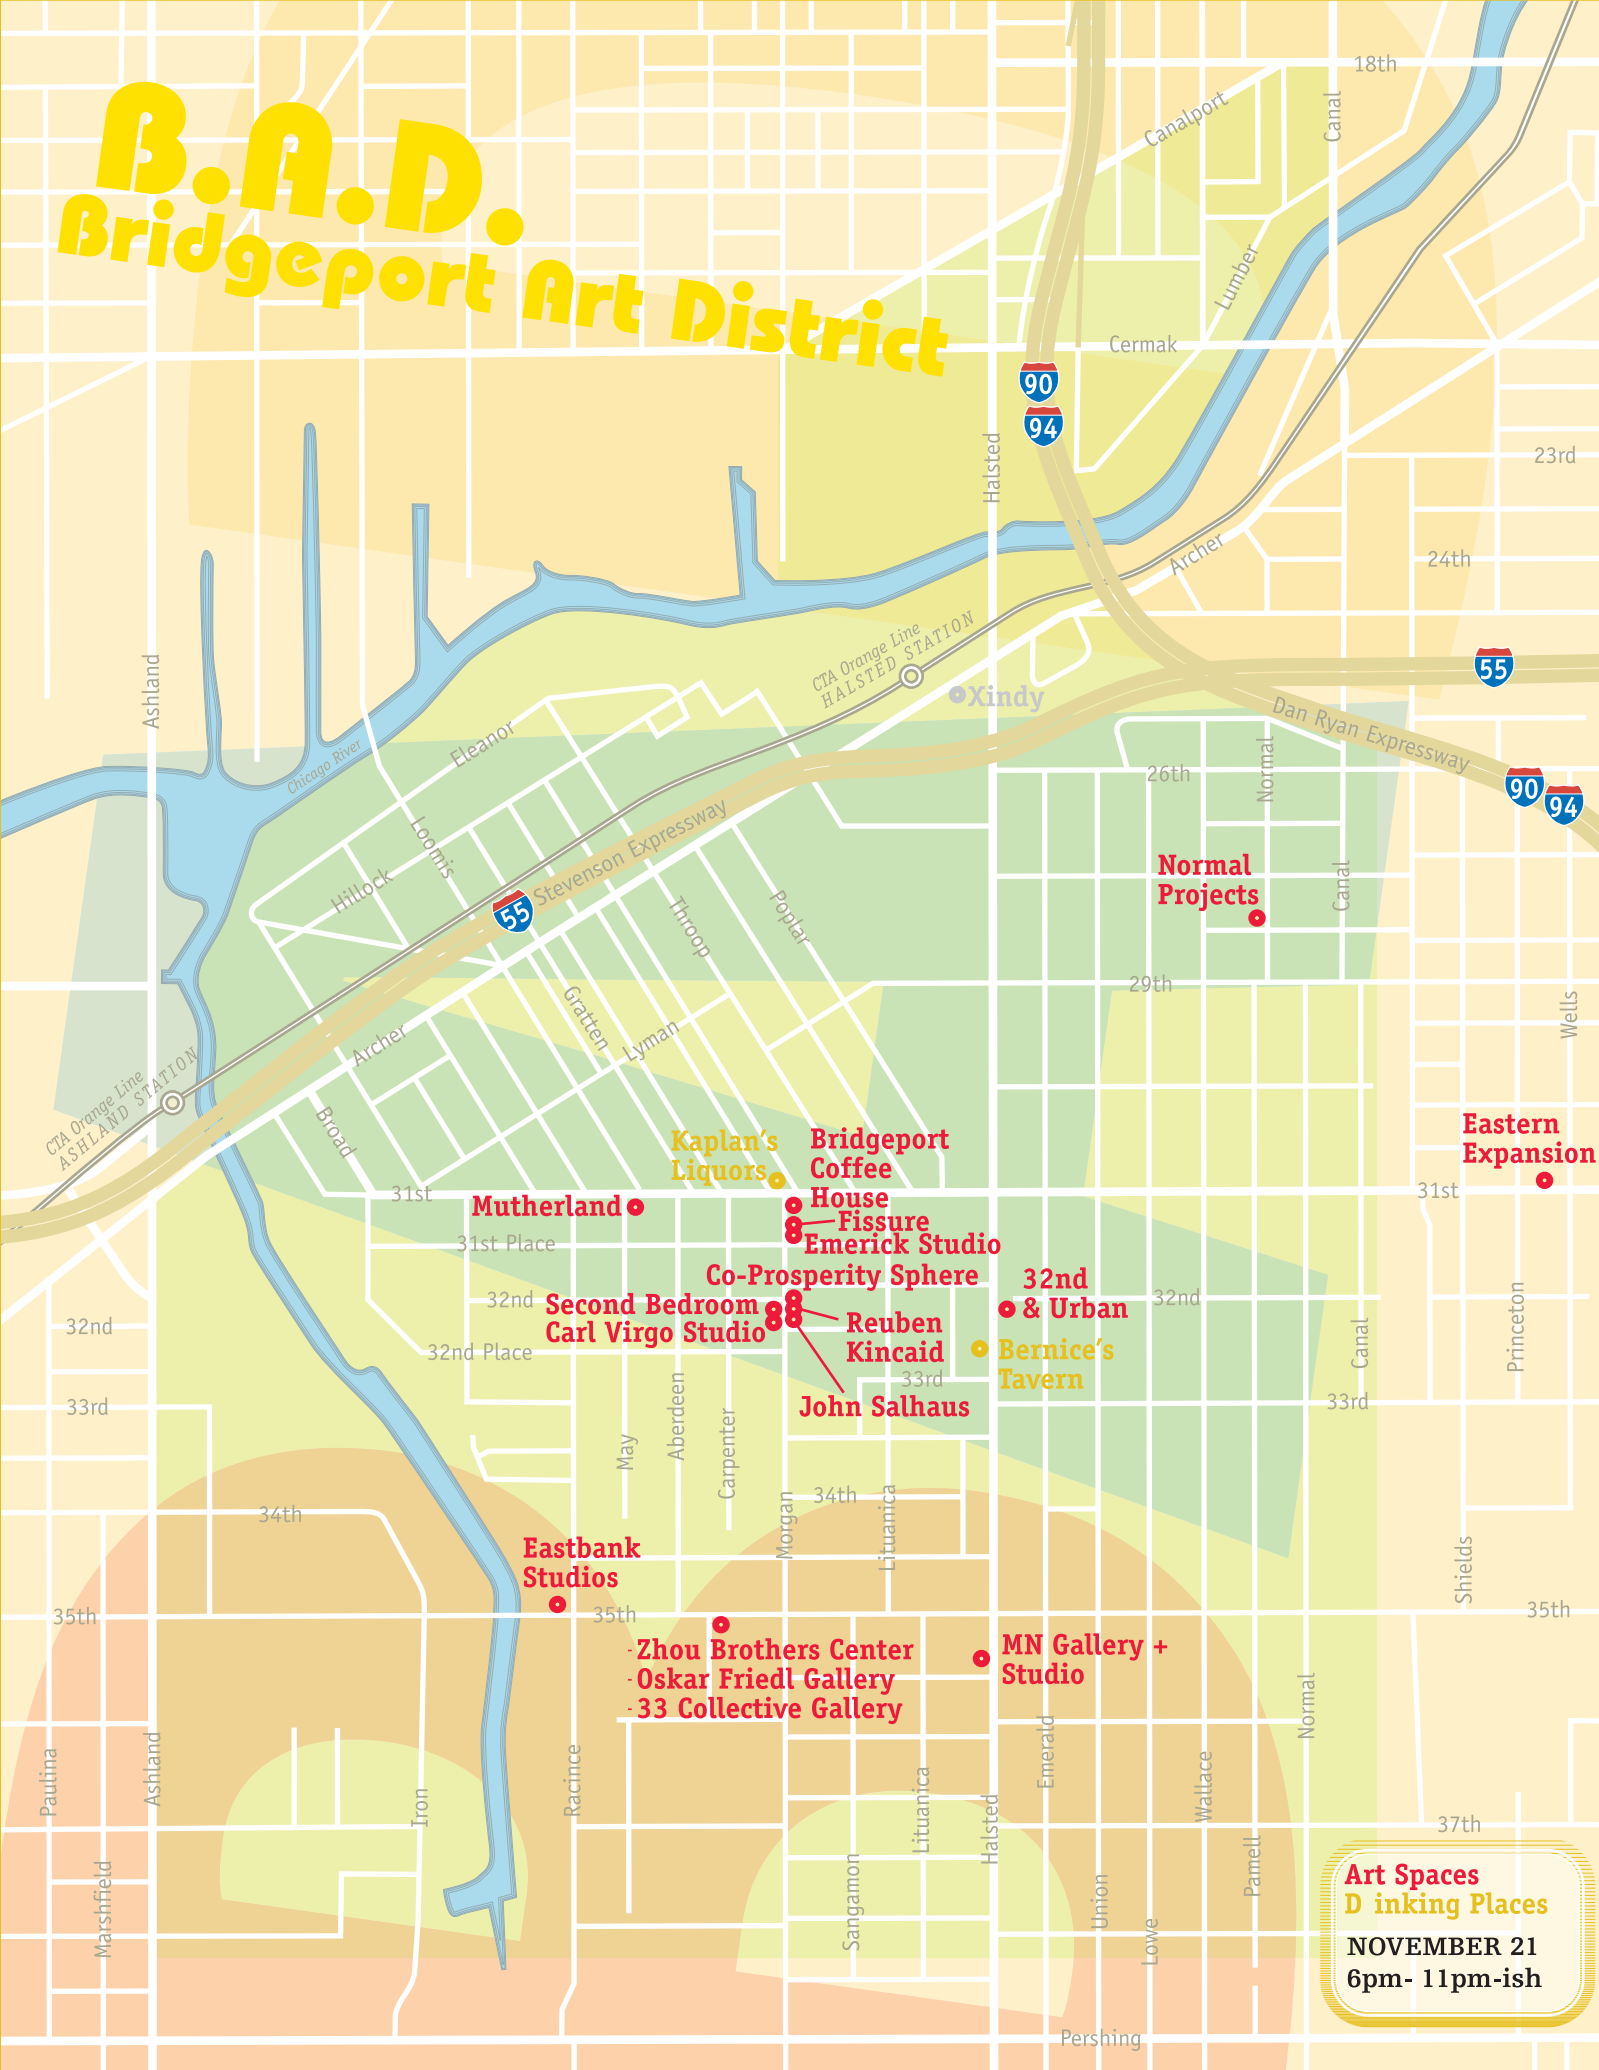 B.A.D.
Bridgeport Art District
18th
Canalport
Canal
Lumber
Cermak
90
94
Halsted
23rd
24th
Archer
CTA Orange Line
HALSTED STATION
Xindy
55
Dan Ryan Expressway
90
94
Ashland
Chicago River
Eleanor
Loomis
Hillock
55
Stevenson Expressway
Throop
Poplar
26th
Normal
Canal
Normal
Projects
29th
Wells
Gratten
Lyman
Archer
CTA Orange Line
ASHLAND STATION
Broad
Kaplan's
Liquors
Bridgeport
Coffee
House
Eastern
Expansion
31st
31st
Mutherland
Fissure
Emerick Studio
31st Place
Co-Prosperity Sphere
32nd
& Urban
32nd
32nd
Second Bedroom
Carl Virgo Studio
Reuben
Kincaid
32nd
32nd Place
Bernice's
Tavern
Canal
Princeton
33rd
33rd
33rd
John Salhaus
May
Aberdeen
Carpenter
Morgan
34th
34th
Lituanica
Shields
Eastbank
Studios
35th
35th
35th
-Zhou Brothers Center
-Oskar Friedl Gallery
-33 Collective Gallery
MN Gallery +
Studio
Normal
Paulina
Ashland
Iron
Racince
Lituanica
Halsted
Emerald
Wallace
37th
Marshfield
Sangamon
Union
Lowe
Parnell
Art Spaces
D inking Places
NOVEMBER 21
6pm- 11pm-ish
Pershing